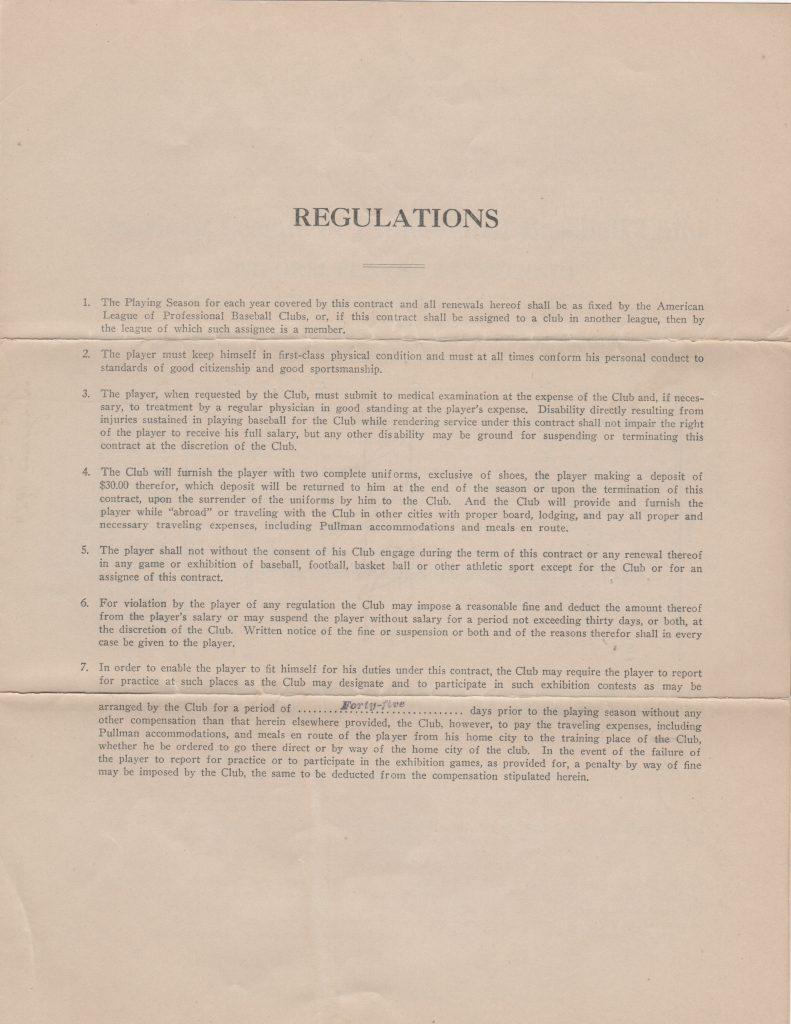 REGULATIONS
1. The Playing Season for each year covered by this contract and all renewals hereof shall be as fixed by the American
League of Professional Baseball Clubs, or, if this contract shall be assigned to a club in another league, then by
the league of which such assignee is a member.
2. The player must keep himself in first-class physical condition and must at all times conform his personal conduct to
standards of good citizenship and good sportsmanship.
3. The player, when requested by the Club, must submit to medical examination at the expense of the Club and, if neces-
sary, to treatment by a regular physician in good standing at the player's expense. Disability directly resulting from
injuries sustained in playing baseball for the Club while rendering service under this contract shall not impair the right
of the player to receive his full salary, but any other disability may be ground for suspending or terminating this
contract at the discretion of the Club.
4. The Club will furnish the player with two complete uniforms, exclusive of shoes, the player making a deposit of
$30.00 therefor, which deposit will be returned to him at the end of the season or upon the termination of this
contract, upon the surrender of the uniforms by him to the Club. And the Club will provide and furnish the
player while "abroad" or traveling with the Club in other cities with proper board, lodging, and pay all proper and
necessary traveling expenses, including Pullman accommodations and meals en route.
5. The player shall not without the consent of his Club engage during the term of this contract or any renewal thereof
in any game or exhibition of baseball, football, basket ball or other athletic sport except for the Club or for an
assignee of this contract.
6. For violation by the player of any regulation the Club may impose a reasonable fine and deduct the amount thereof
from the player's salary or may suspend the player without salary for a period not exceeding thirty days, or both, at
the discretion of the Club. Written notice of the fine or suspension or both and of the reasons therefor shall in every
case be given to the player.
7. In order to enable the player to fit himself for his duties under this contract, the Club may require the player to report
for practice at such places as the Club may designate and to participate in such exhibition contests as may be
arranged by the Club for a period of ........Forty-five............ days prior to the playing season without any
other compensation than that herein elsewhere provided, the Club, however, to pay the traveling expenses, including
Pullman accommodations, and meals en route of the player from his home city to the training place of the Club,
whether he be ordered to go there direct or by way of the home city of the club. In the event of the failure of
the player to report for practice or to participate in the exhibition games, as provided for, a penalty by way of fine
may be imposed by the Club, the same to be deducted from the compensation stipulated herein.